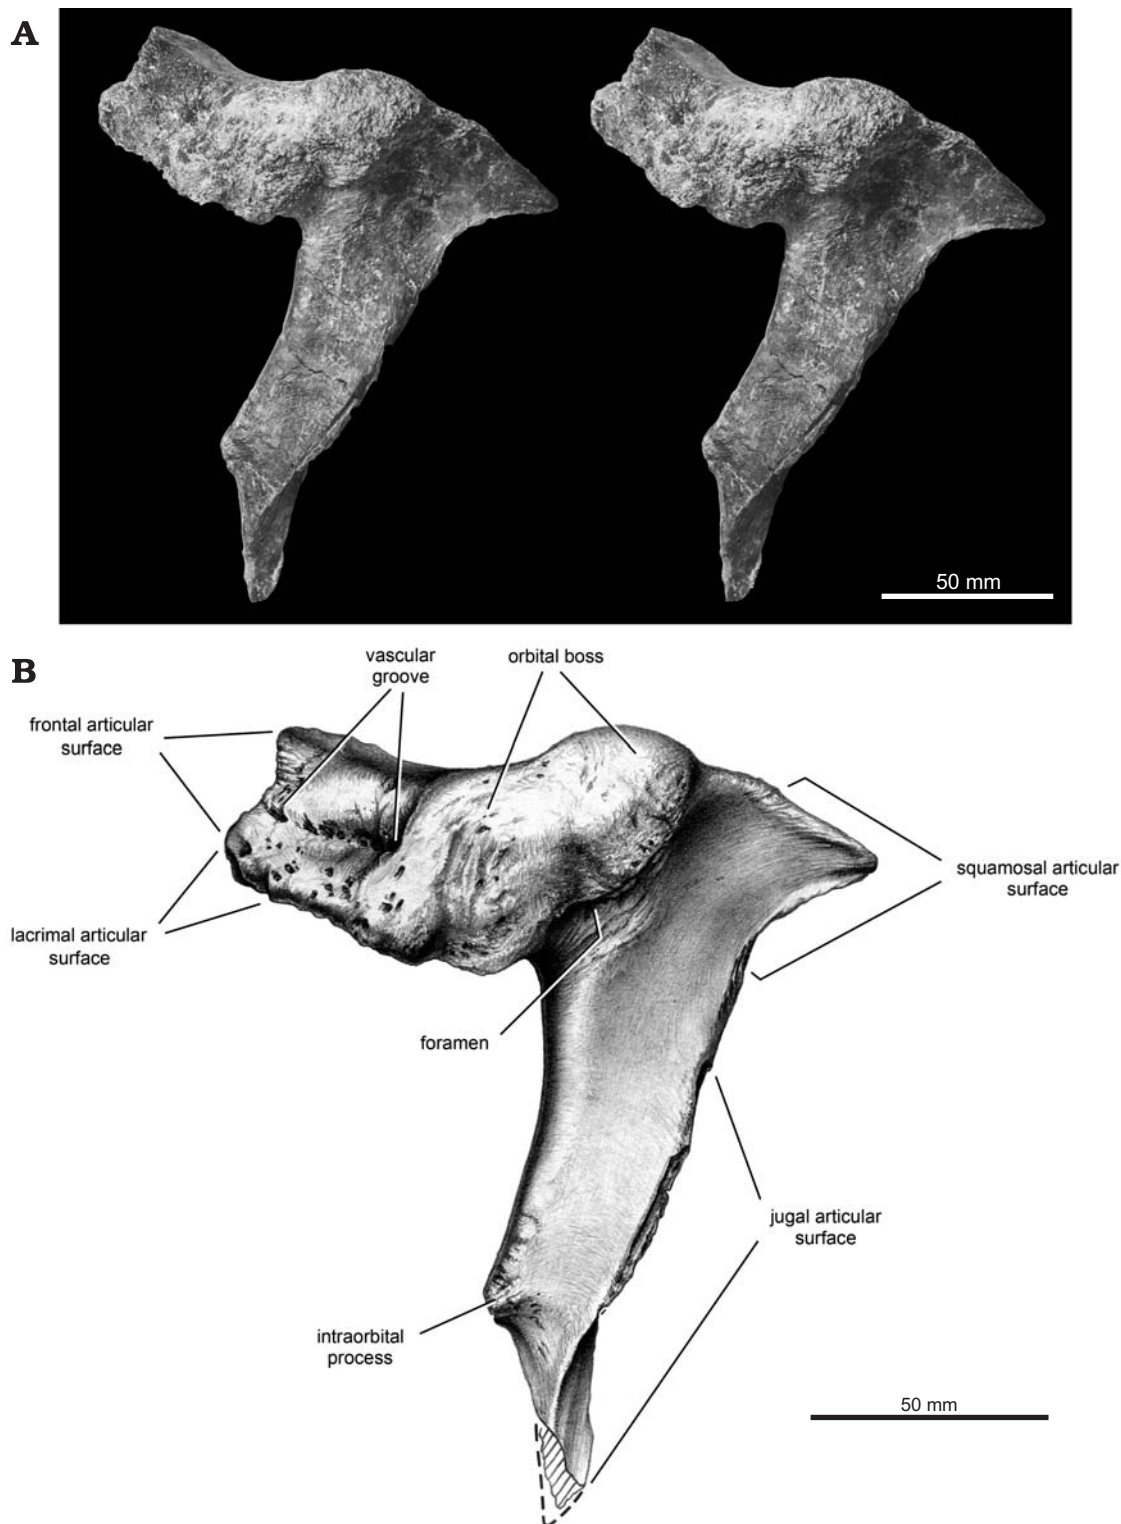 A
50 mm
B
vascular
groove
orbital boss
frontal articular
surface
squamosal articular
surface
lacrimal articular
surface
foramen
jugal articular
surface
intraorbital
process
50 mm